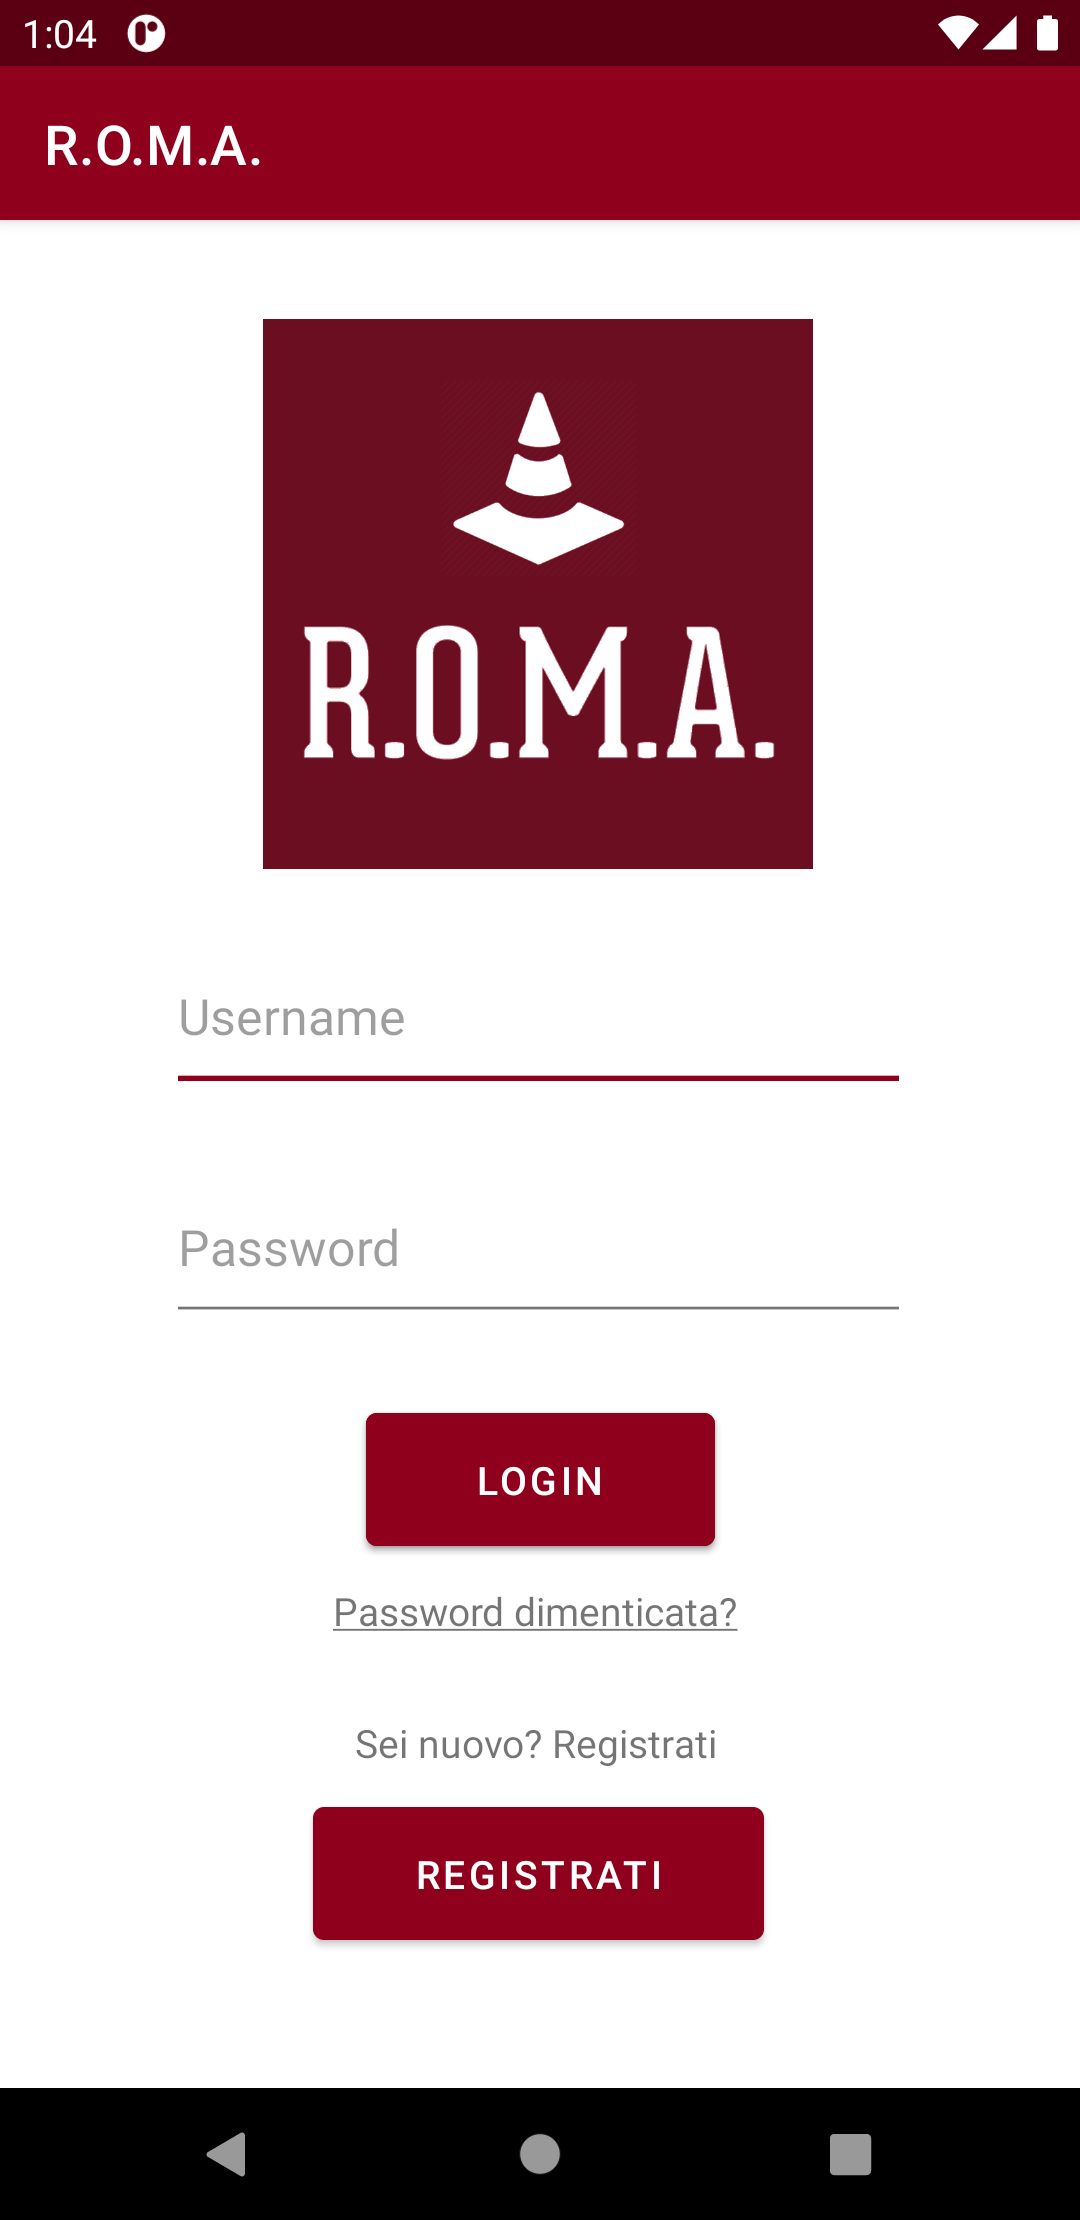 1:04
R.O.M.A.
R.O.M.A.
Username
Password
LOGIN
Password dimenticata?
Sei nuovo? Registrati
REGISTRATI